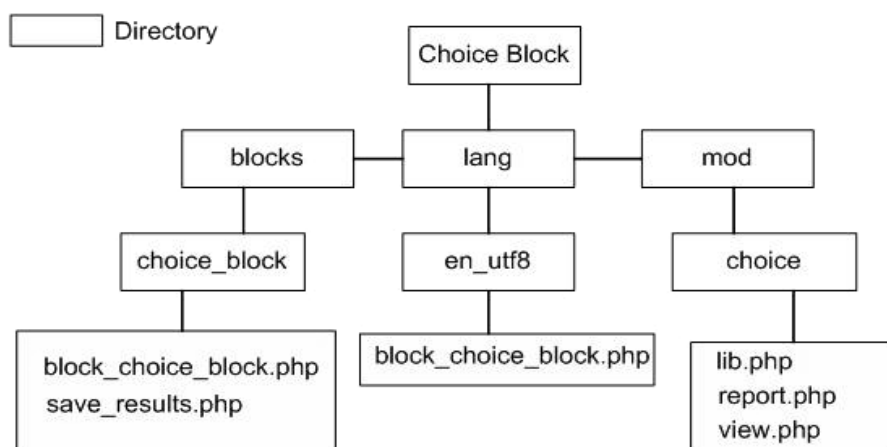 Directory
Choice Block
blocks
lang
mod
choice_block
en_utf8
choice
block_choice_block.php
save_results.php
block_choice_block.php
lib.php
report.php
view.php